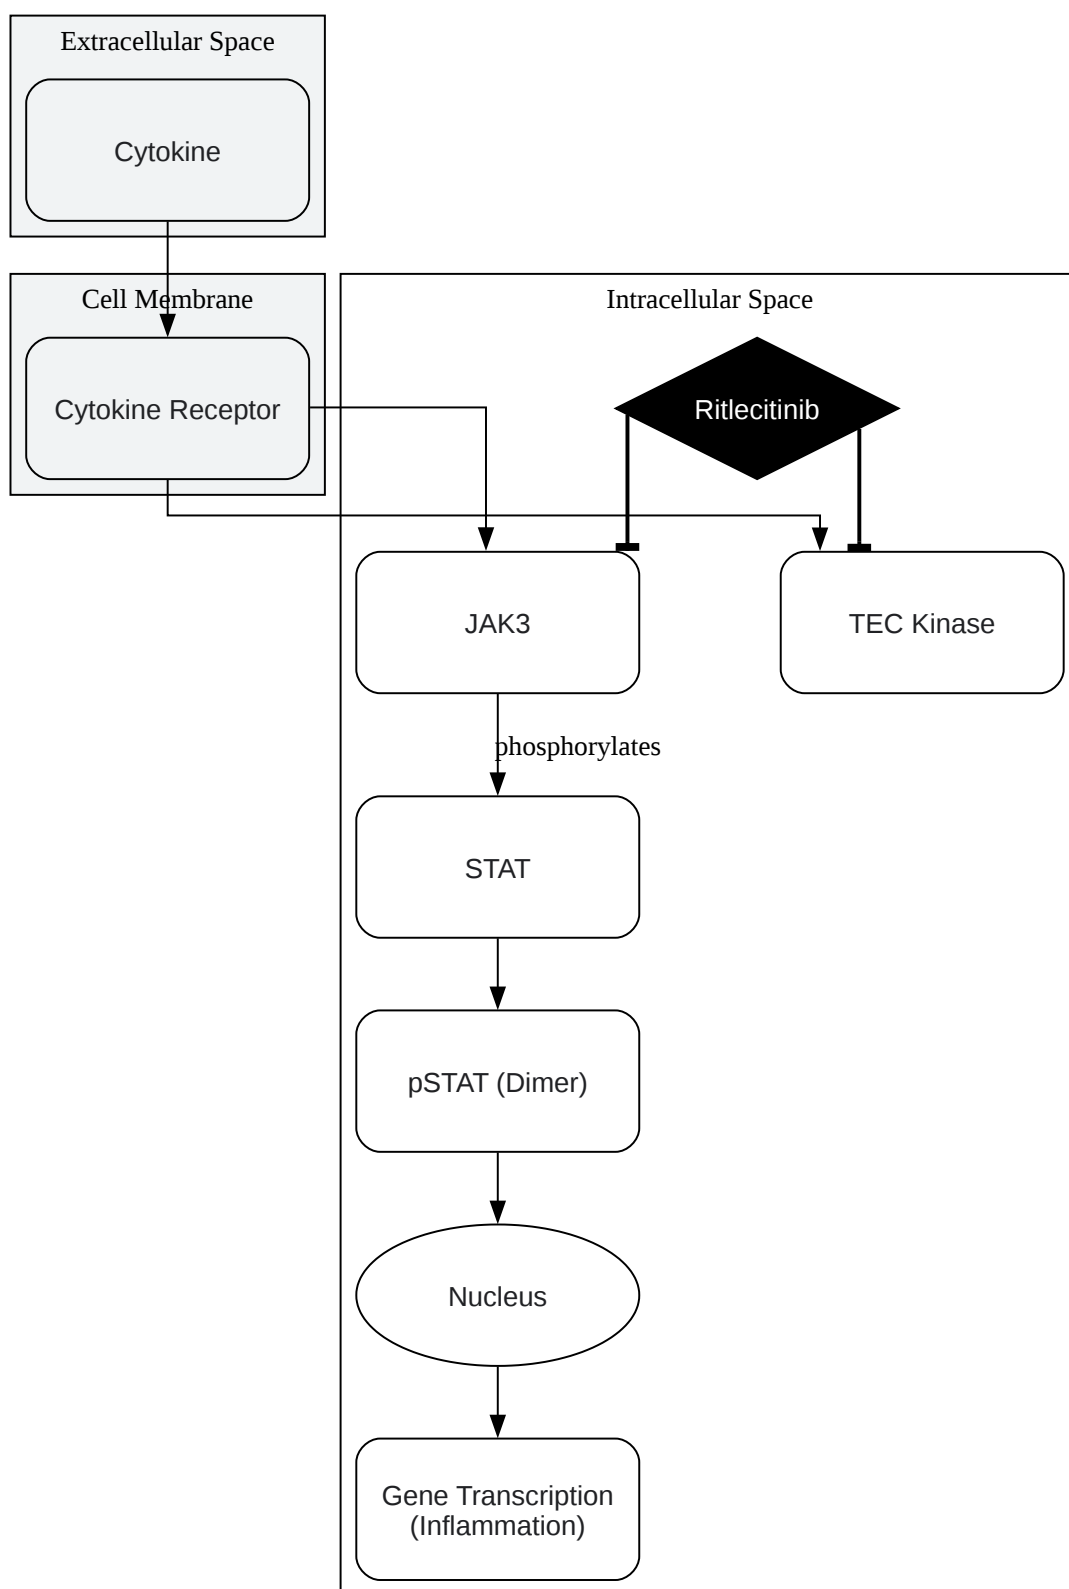 Extracellular Space
Cytokine
Cell Membrane
Intracellular Space
Cytokine Receptor
Ritlecitinib
JAK3
TEC Kinase
phosphorylates
STAT
pSTAT (Dimer)
Nucleus
Gene Transcription
(Inflammation)